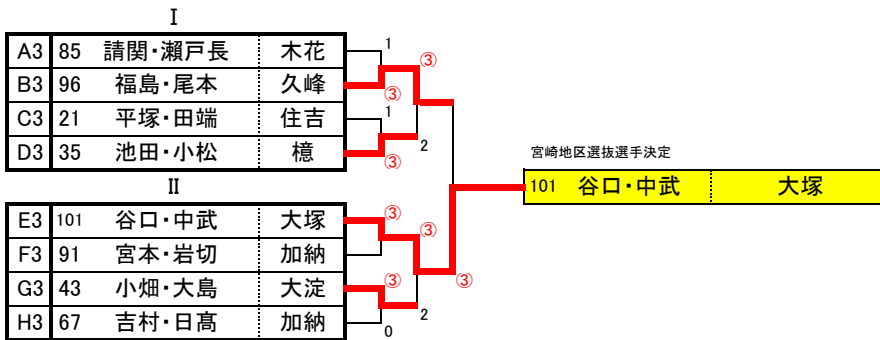 Ⅰ
A3 85 請関・瀬戸長 木花 1
③
B3 96 福島・尾本 久峰 ③
C3 21 平塚・田端 住吉 1
2
D3 35 池田・小松 檍 ③
宮崎地区選抜選手決定
101 谷口・中武 大塚
Ⅱ
E3 101 谷口・中武 大塚 ③
③
F3 91 宮本・岩切 加納
G3 43 小畑・大島 大淀 ③ ③
2
H3 67 吉村・日髙 加納 0